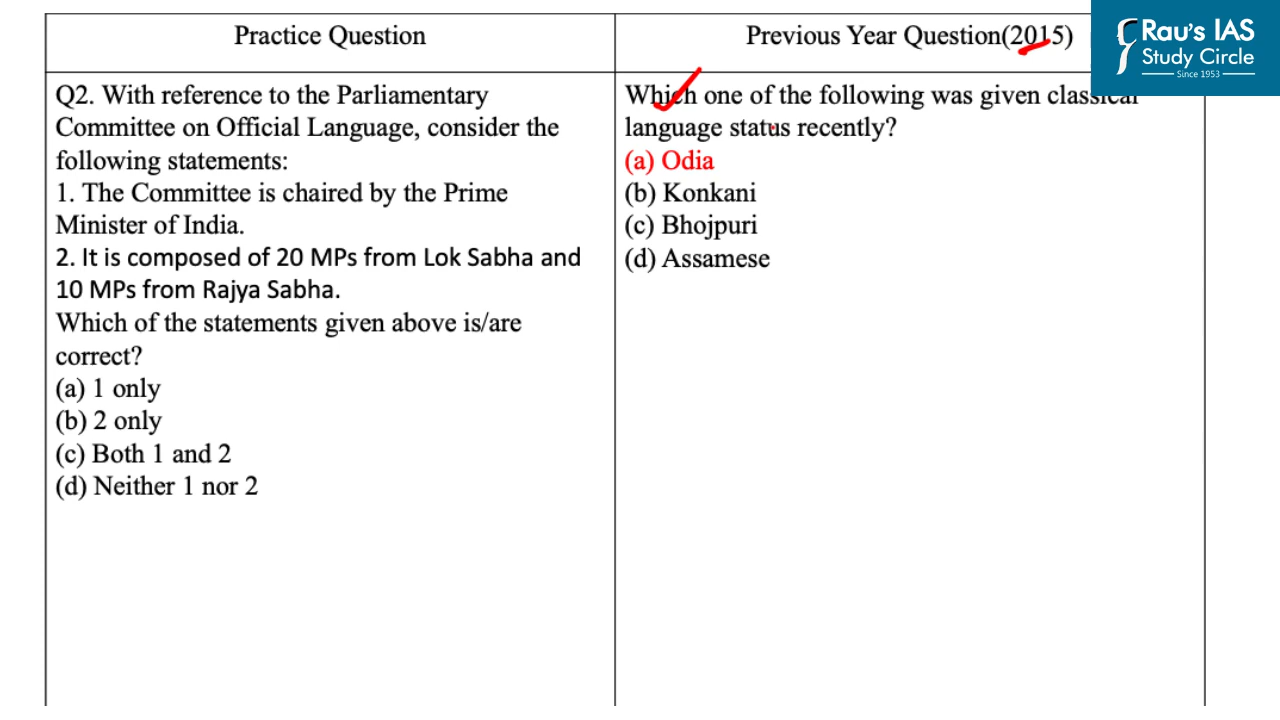 Practice Question
Previous Year Question(2015)
Rau's IAS
Study Circle
Since 1953
Q2. With reference to the Parliamentary
Committee on Official Language, consider the
following statements:
1. The Committee is chaired by the Prime
Minister of India.
2. It is composed of 20 MPs from Lok Sabha and
10 MPs from Rajya Sabha.
Which of the statements given above is/are
correct?
(a) 1 only
(b) 2 only
(c) Both 1 and 2
(d) Neither 1 nor 2
Which one of the following was given classical
language status recently?
(a) Odia
(b) Konkani
(c) Bhojpuri
(d) Assamese